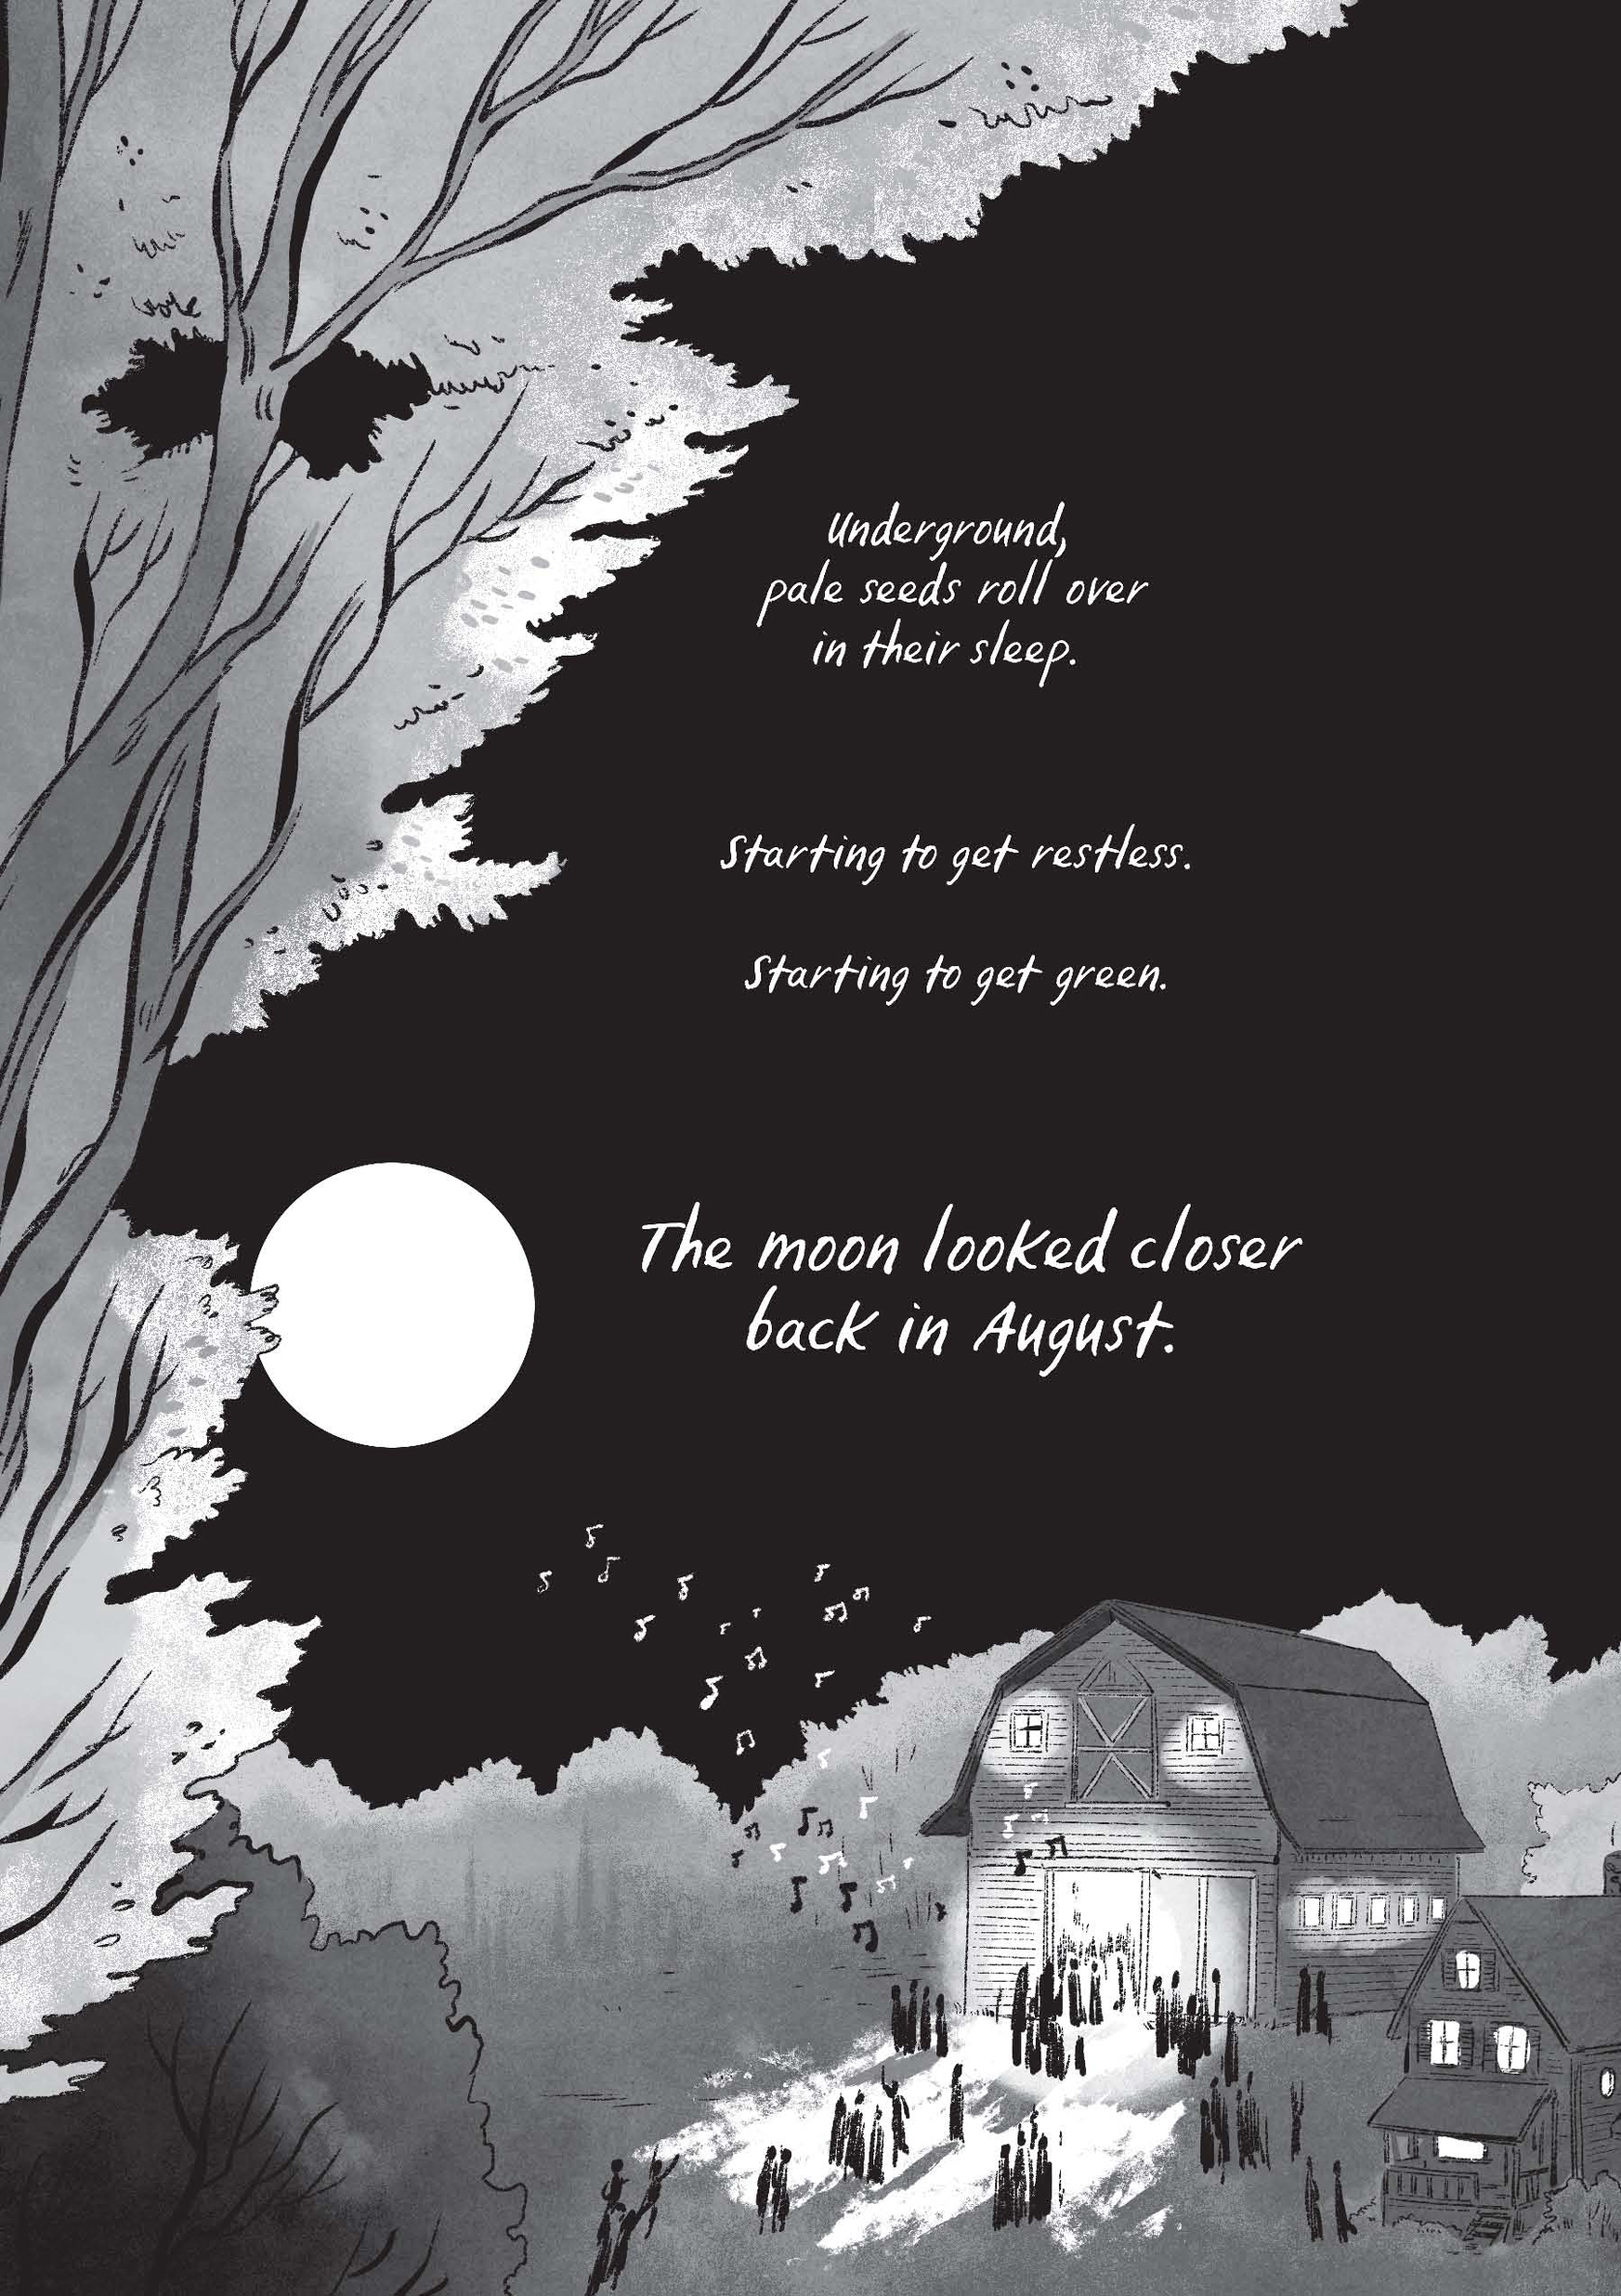 Underground,
pale seeds roll over
in their sleep.
Starting to get restless.
Starting to get green.
The moon looked closer
back in August.